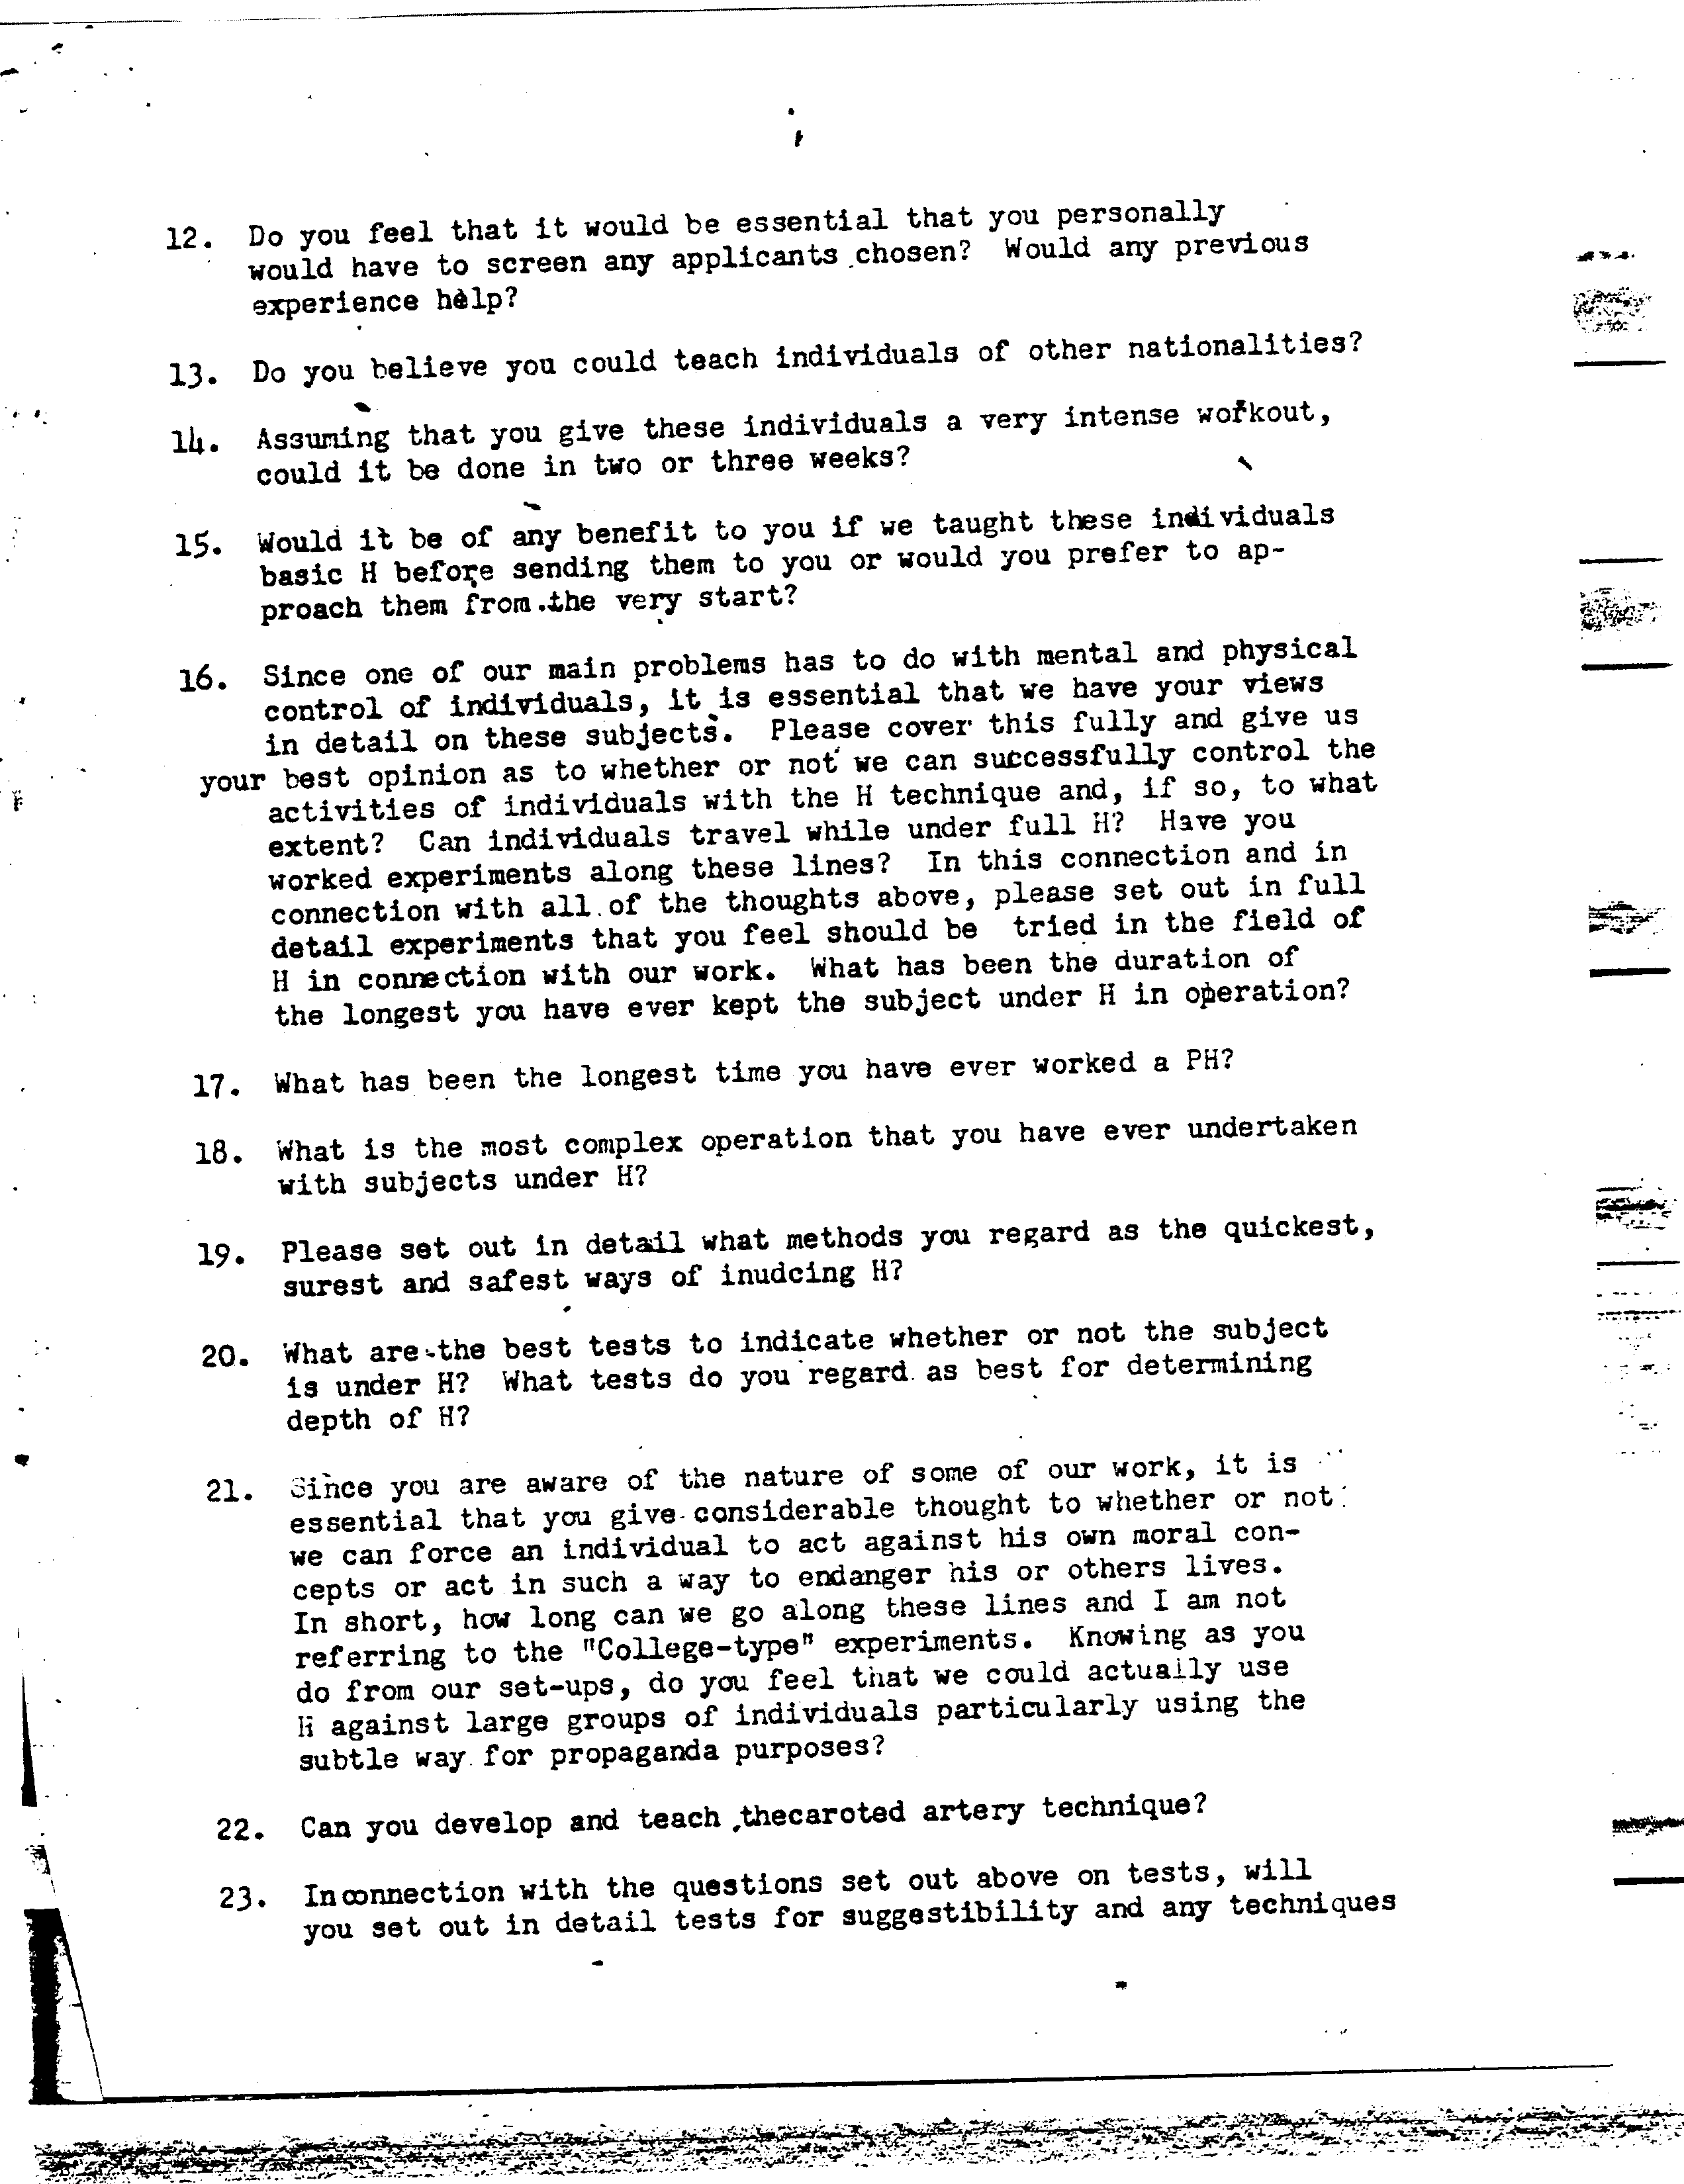 12. Do you feel that it would be essential that you personally
would have to screen any applicants chosen? Would any previous
experience help?
13. Do you believe you could teach individuals of other nationalities?
14. Assuming that you give these individuals a very intense workout,
could it be done in two or three weeks?
15. Would it be of any benefit to you if we taught these individuals
basic H before sending them to you or would you prefer to ap-
proach them from the very start?
16. Since one of our main problems has to do with mental and physical
control of individuals, it is essential that we have your views
in detail on these subjects. Please cover this fully and give us
your best opinion as to whether or not we can successfully control the
activities of individuals with the H technique and, if so, to what
extent? Can individuals travel while under full H? Have you
worked experiments along these lines? In this connection and in
connection with all of the thoughts above, please set out in full
detail experiments that you feel should be tried in the field of
H in connection with our work. What has been the duration of
the longest you have ever kept the subject under H in operation?
17. What has been the longest time you have ever worked a PH?
18. What is the most complex operation that you have ever undertaken
with subjects under H?
19. Please set out in detail what methods you regard as the quickest,
surest and safest ways of inudcing H?
20. What are the best tests to indicate whether or not the subject
is under H? What tests do you regard as best for determining
depth of H?
21. Since you are aware of the nature of some of our work, it is
essential that you give considerable thought to whether or not
we can force an individual to act against his own moral con-
cepts or act in such a way to endanger his or others lives.
In short, how long can we go along these lines and I am not
referring to the "College-type" experiments. Knowing as you
do from our set-ups, do you feel that we could actually use
H against large groups of individuals particularly using the
subtle way for propaganda purposes?
22. Can you develop and teach thecaroted artery technique?
23. Inconnection with the questions set out above on tests, will
you set out in detail tests for suggestibility and any techniques